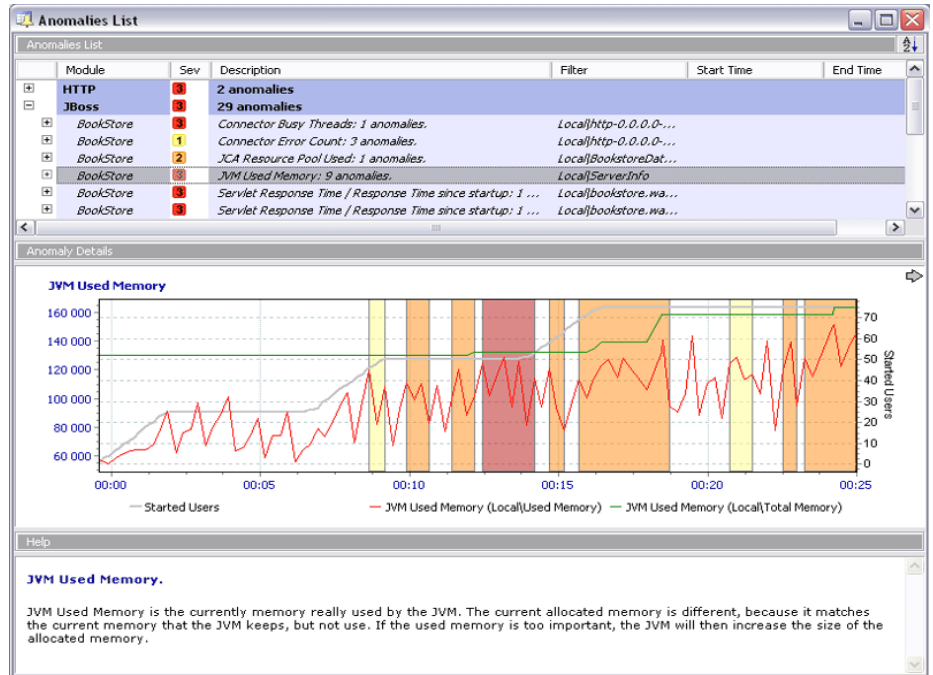 Anomalies List
Anomalies List
Module Sev Description Filter Start Time End Time
HTTP 3 2 anomalies
JBoss 3 29 anomalies
BookStore 3 Connector Busy Threads: 1 anomalies. Local\http-0.0.0.0-...
BookStore 1 Connector Error Count: 3 anomalies. Local\http-0.0.0.0-...
BookStore 2 JCA Resource Pool Used: 1 anomalies. Local\BookstoreDat...
BookStore 3 JVM Used Memory: 9 anomalies. Local\ServerInfo
BookStore 3 Servlet Response Time / Response Time since startup: 1 ... Local\bookstore.wa...
BookStore 3 Servlet Response Time / Response Time since startup: 1 ... Local\bookstore.wa...
Anomaly Details
JVM Used Memory
160 000
140 000
120 000
100 000
80 000
60 000
70
60
50
40
30
20
10
0
Started Users
00:00 00:05 00:10 00:15 00:20 00:25
Started Users JVM Used Memory (Local\Used Memory) JVM Used Memory (Local\Total Memory)
Help
JVM Used Memory.
JVM Used Memory is the currently memory really used by the JVM. The current allocated memory is different, because it matches
the current memory that the JVM keeps, but not use. If the used memory is too important, the JVM will then increase the size of the
allocated memory.